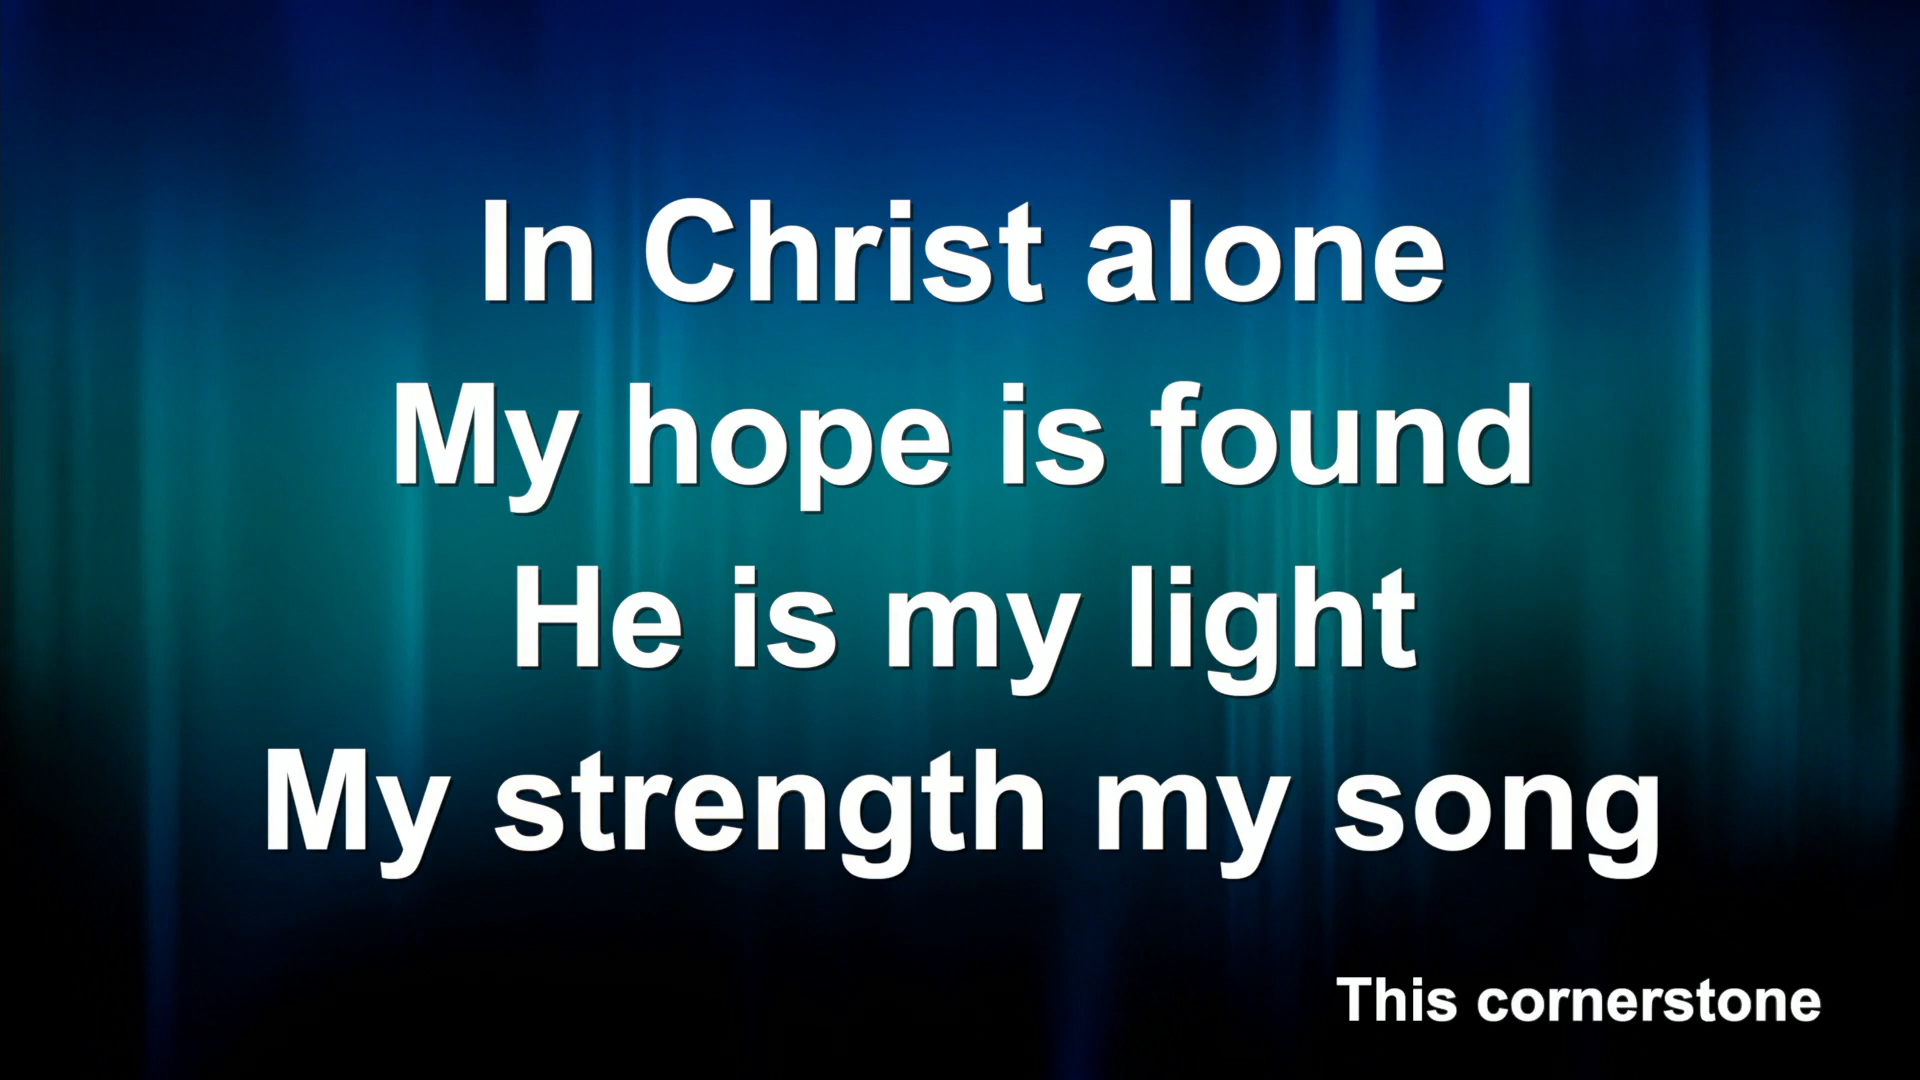 In Christ alone
My hope is found
He is my light
My strength my song
This cornerstone